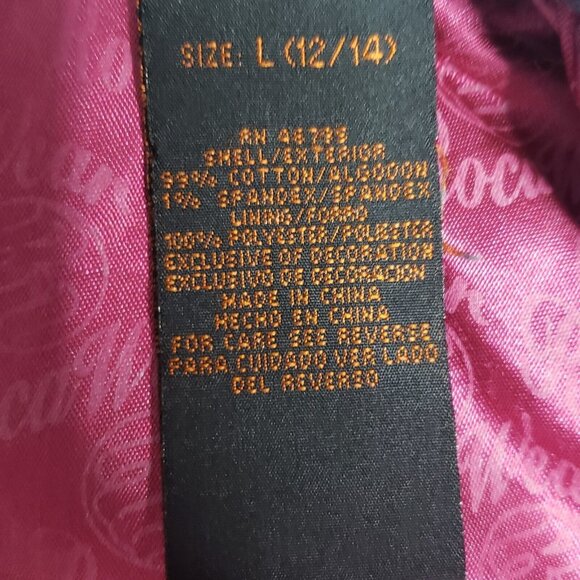 SIZE: L (12/14)
RN 48783
SHELL/EXTERIOR
99% COTTON/ALGODON
1% SPANDEX/SPANDEX
LINING/FORRO
100% POLYESTER/POLIESTER
EXCLUSIVE OF DECORATION
EXCLUSIVO DE DECORACION
MADE IN CHINA
HECHO EN CHINA
FOR CARE SEE REVERSE
PARA CUIDADO VER LADO
DEL REVERSO